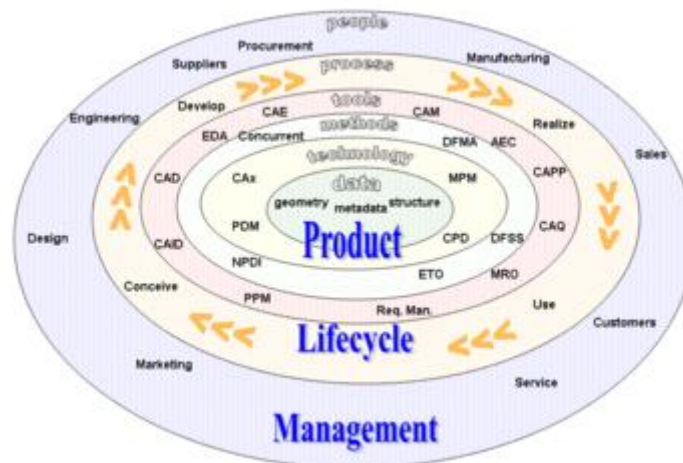 people
Procurement
Suppliers
Manufacturing
process
Engineering
Develop
tools
CAE
CAM
Realize
EDA
Concurrent
methods
DFMA
AEC
Sales
technology
CAD
CAx
data
MPM
CAPP
geometry
metadata
structure
Design
CAID
PDM
Product
CPD
DFSS
CAQ
NPDI
ETO
MRO
Conceive
PPM
Req. Man.
Use
Lifecycle
Customers
Marketing
Service
Management